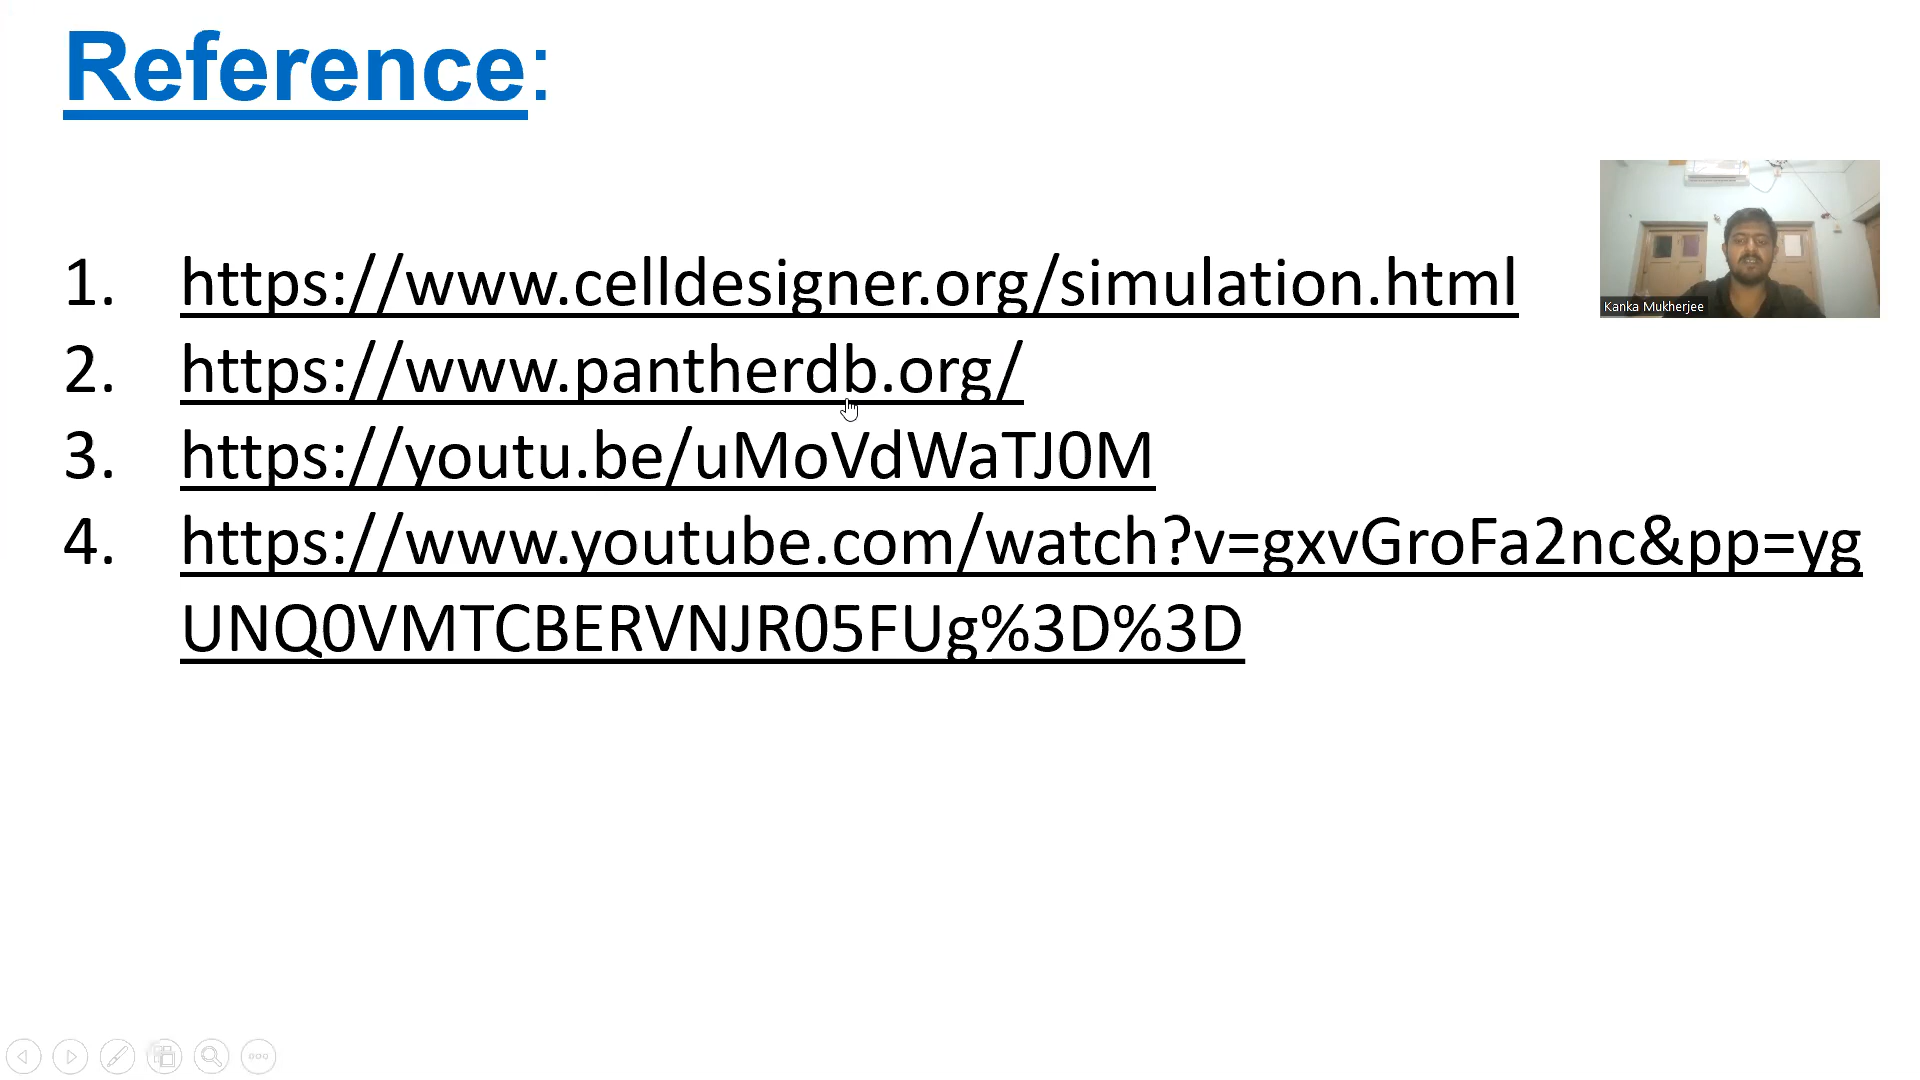 Reference:
Kanka Mukherjee
1. https://www.celldesigner.org/simulation.html
2. https://www.pantherdb.org/
3. https://youtu.be/uMoVdWaTJ0M
4. https://www.youtube.com/watch?v=gxvGroFa2nc&pp=yg
UNQ0VMTCBERVNJR05FUg%3D%3D